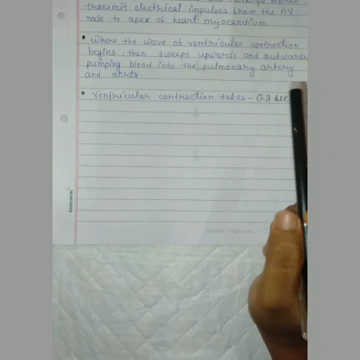 transmit electrical impulses from the AV
node to apex of heart myocardium
• Where the wave of ventricular contraction
begins, then sweeps upwards and outwards
pumping blood into the pulmonary artery
and aorta
• Ventricular contraction takes - 0.3 sec